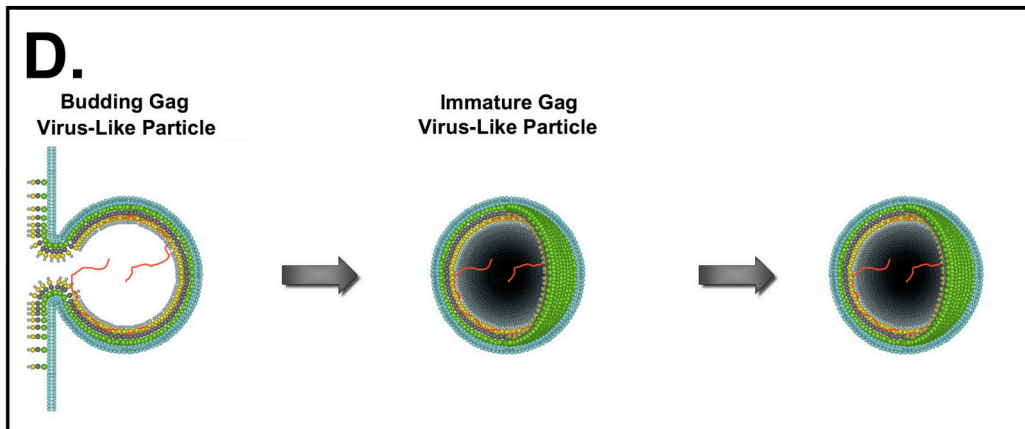 D.
Budding Gag
Virus-Like Particle
Immature Gag
Virus-Like Particle